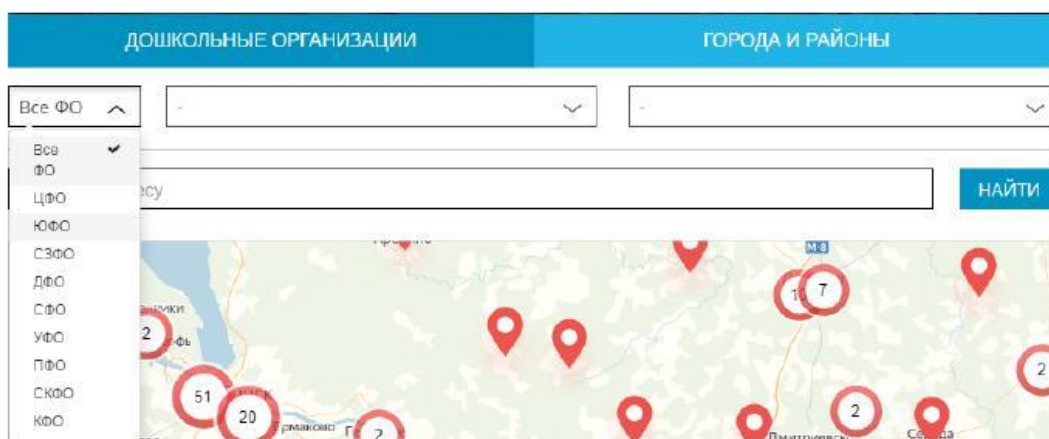 ДОШКОЛЬНЫЕ ОРГАНИЗАЦИИ
ГОРОДА И РАЙОНЫ
Все ФО
-
-
Все
ФО
ЦФО
есу
НАЙТИ
ЮФО
СЗФО
М-8
ДФО
10
7
СФО
УФО
2
ПФО
2
СКФО
51
20
КФО
Ермаково
2
2